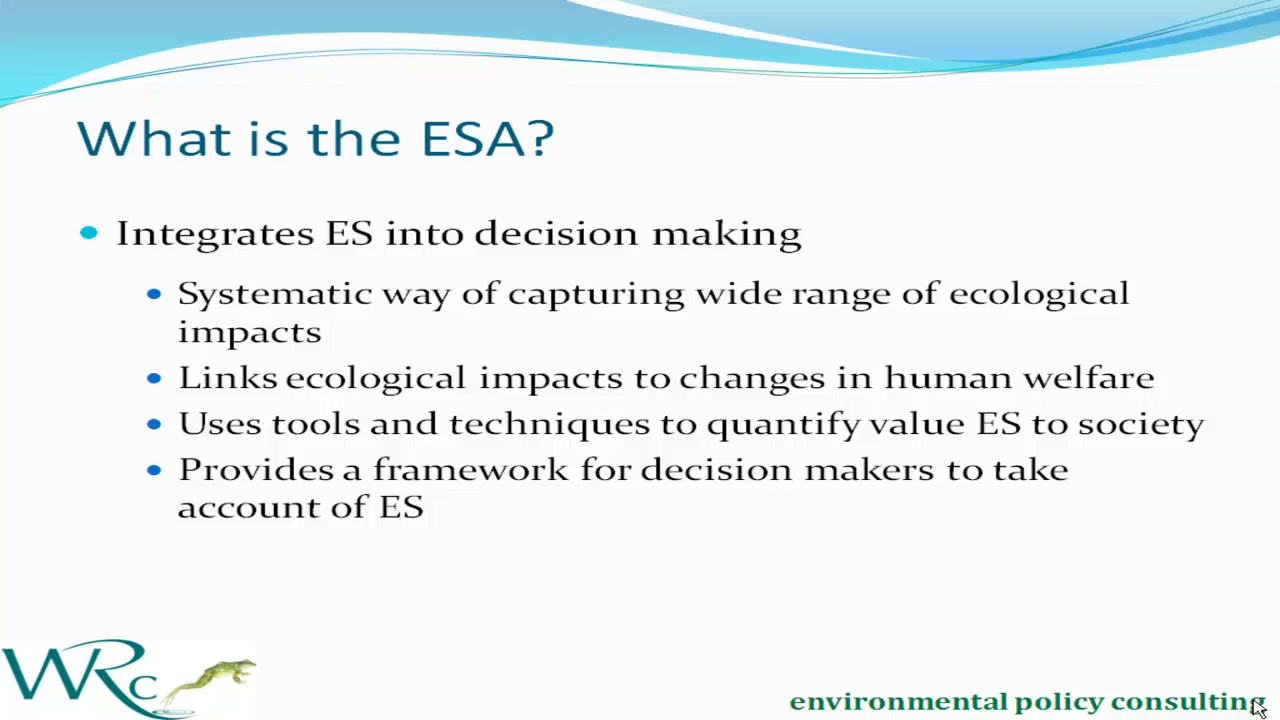 What is the ESA?
Integrates ES into decision making
Systematic way of capturing wide range of ecological
impacts
Links ecological impacts to changes in human welfare
Uses tools and techniques to quantify value ES to society
Provides a framework for decision makers to take
account of ES
WRc
environmental policy consulting